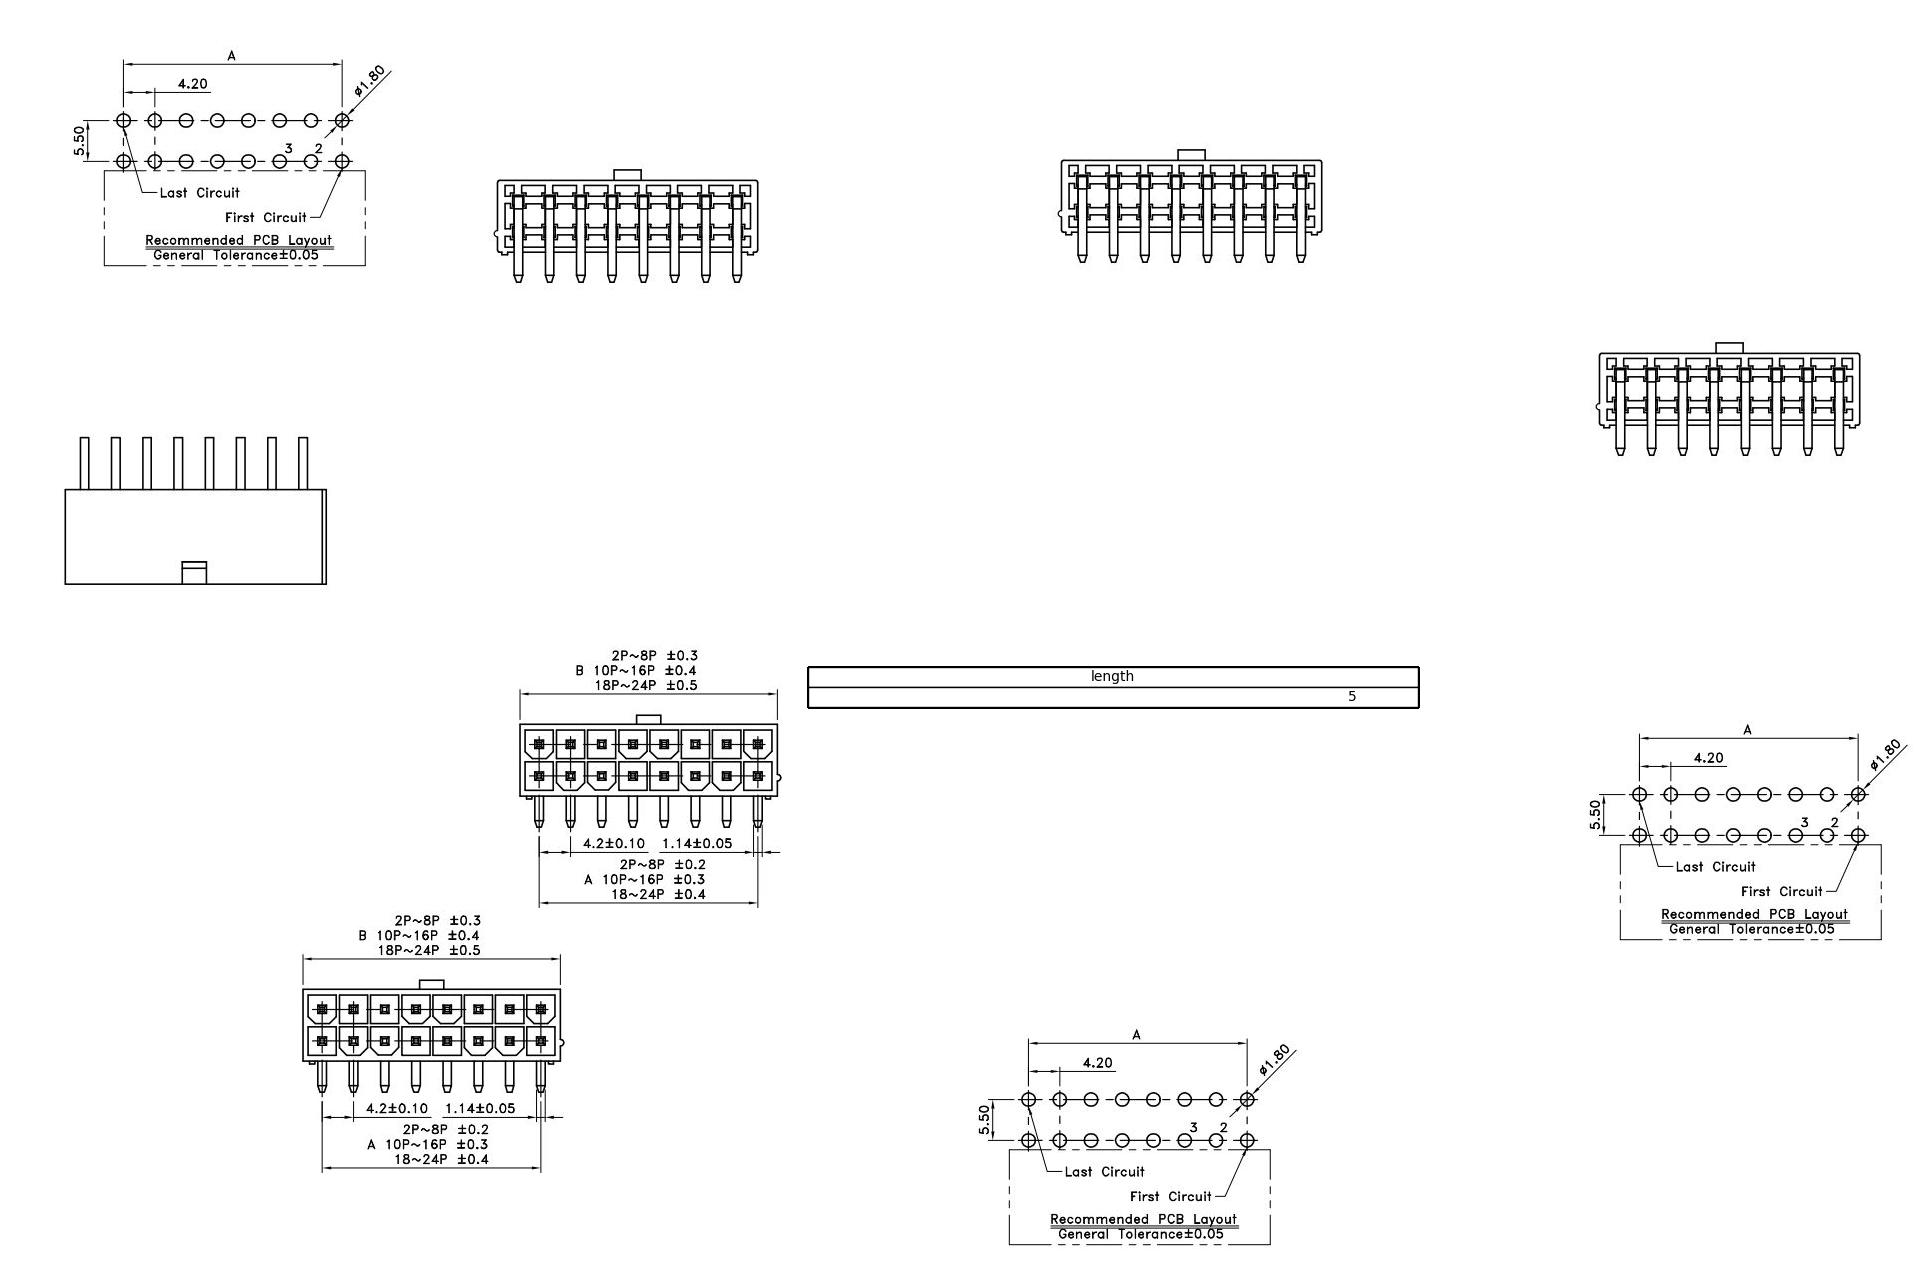 A
4.20
ø1.80
5.50
3 2
Last Circuit
First Circuit
Recommended PCB Layout
General Tolerance±0.05
2P~8P ±0.3
B 10P~16P ±0.4
18P~24P ±0.5
4.2±0.10 1.14±0.05
2P~8P ±0.2
A 10P~16P ±0.3
18~24P ±0.4
length
5
A
4.20
ø1.80
5.50
3 2
Last Circuit
First Circuit
Recommended PCB Layout
General Tolerance±0.05
2P~8P ±0.3
B 10P~16P ±0.4
18P~24P ±0.5
4.2±0.10 1.14±0.05
2P~8P ±0.2
A 10P~16P ±0.3
18~24P ±0.4
A
4.20
ø1.80
5.50
3 2
Last Circuit
First Circuit
Recommended PCB Layout
General Tolerance±0.05